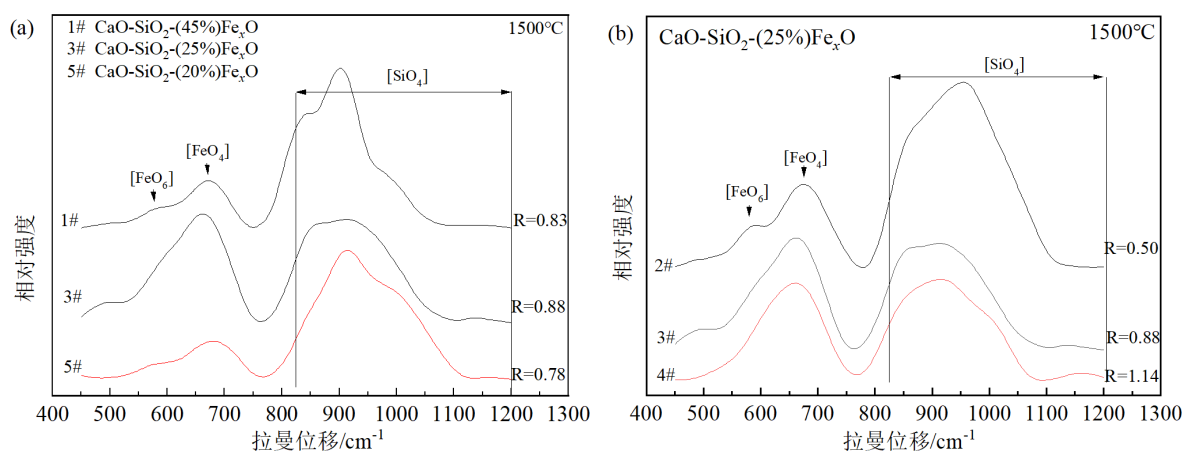 (a)
1500℃
1# CaO-SiO₂-(45%)FeₓO
3# CaO-SiO₂-(25%)FeₓO
5# CaO-SiO₂-(20%)FeₓO
[SiO₄]
[FeO₄]
[FeO₆]
1#
R=0.83
3#
R=0.88
5#
R=0.78
相对强度
400 500 600 700 800 900 1000 1100 1200 1300
拉曼位移/cm⁻¹
(b)
CaO-SiO₂-(25%)FeₓO
1500℃
[SiO₄]
[FeO₄]
[FeO₆]
2#
R=0.50
3#
R=0.88
4#
R=1.14
相对强度
400 500 600 700 800 900 1000 1100 1200 1300
拉曼位移/cm⁻¹